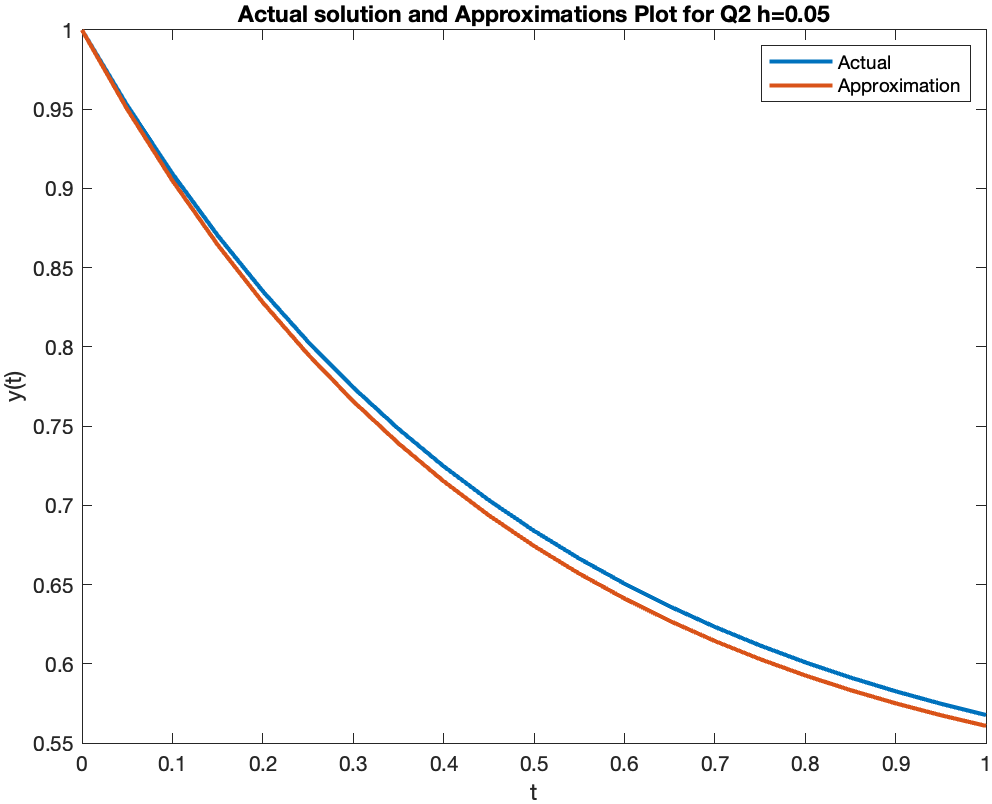 Actual solution and Approximations Plot for Q2 h=0.05
Actual
Approximation
1
0.95
0.9
0.85
0.8
0.75
0.7
0.65
0.6
0.55
y(t)
0 0.1 0.2 0.3 0.4 0.5 0.6 0.7 0.8 0.9 1
t